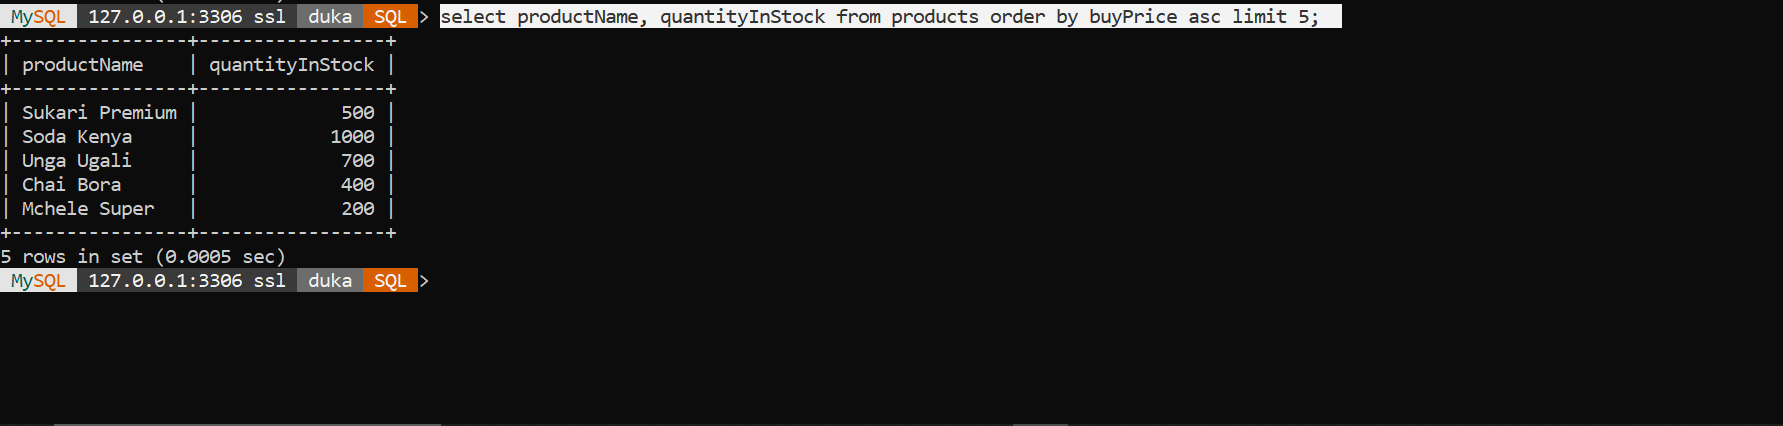 MySQL 127.0.0.1:3306 ssl duka SQL > select productName, quantityInStock from products order by buyPrice asc limit 5;
+----------------+-----------------+
| productName    | quantityInStock |
+----------------+-----------------+
| Sukari Premium |             500 |
| Soda Kenya     |            1000 |
| Unga Ugali     |             700 |
| Chai Bora      |             400 |
| Mchele Super   |             200 |
+----------------+-----------------+
5 rows in set (0.0005 sec)
MySQL 127.0.0.1:3306 ssl duka SQL >